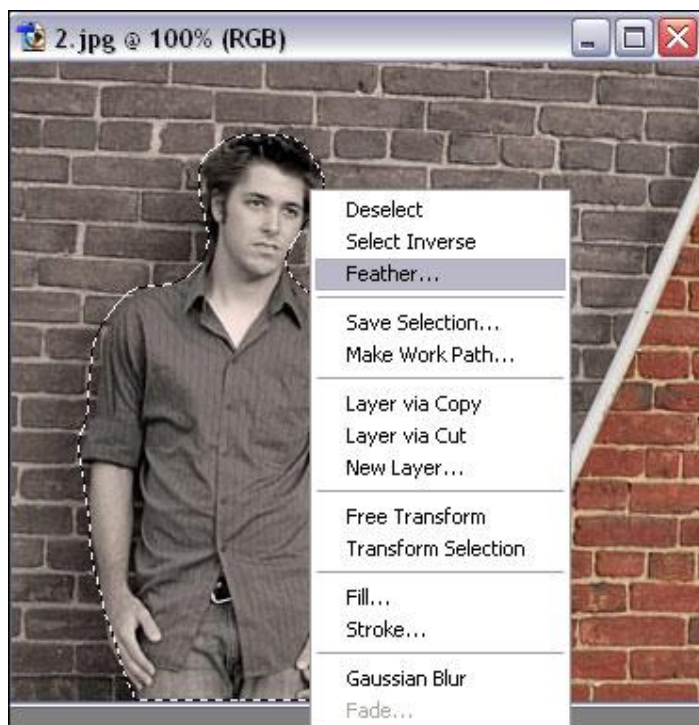 2.jpg @ 100% (RGB)
Deselect
Select Inverse
Feather...
Save Selection...
Make Work Path...
Layer via Copy
Layer via Cut
New Layer...
Free Transform
Transform Selection
Fill...
Stroke...
Gaussian Blur
Fade...